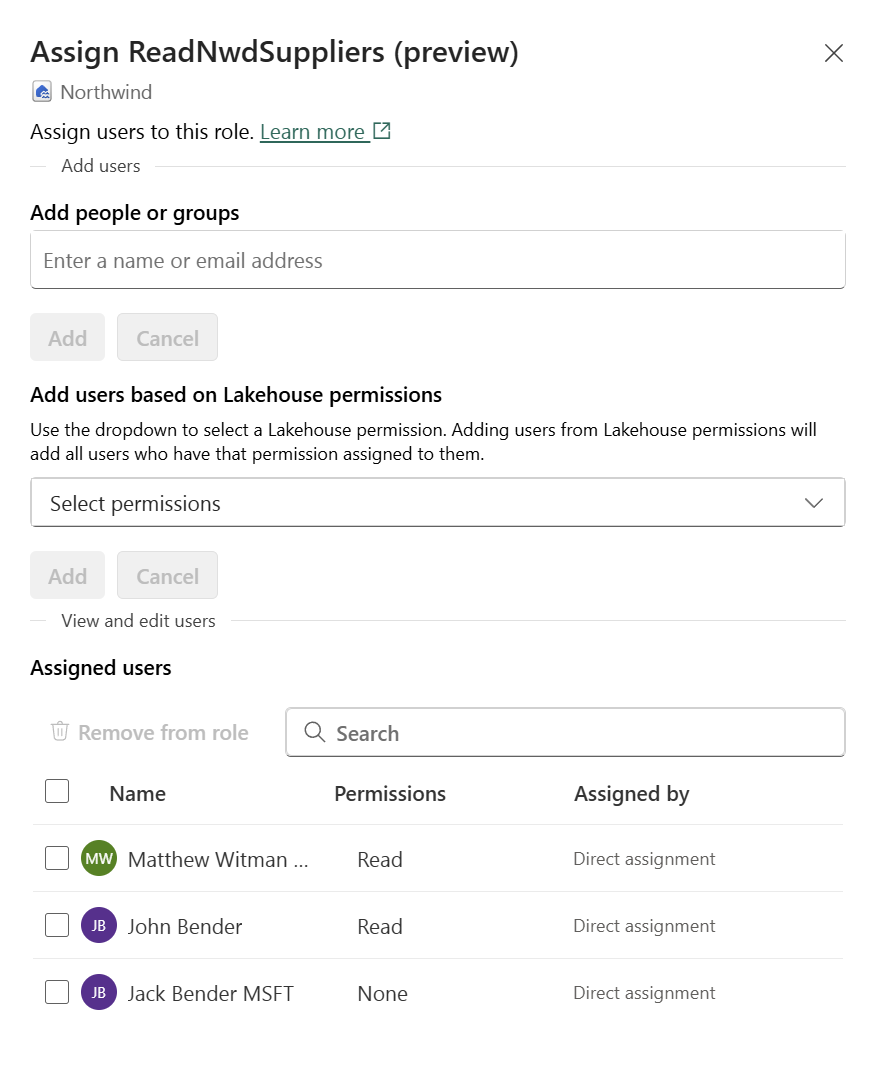 Assign ReadNwdSuppliers (preview)
Northwind
Assign users to this role. Learn more
Add users
Add people or groups
Enter a name or email address
Add Cancel
Add users based on Lakehouse permissions
Use the dropdown to select a Lakehouse permission. Adding users from Lakehouse permissions will
add all users who have that permission assigned to them.
Select permissions
Add Cancel
View and edit users
Assigned users
Remove from role Search
Name Permissions Assigned by
MW Matthew Witman ... Read Direct assignment
JB John Bender Read Direct assignment
JB Jack Bender MSFT None Direct assignment